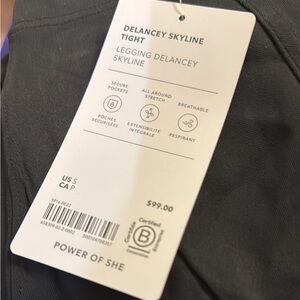 DELANCEY SKYLINE
TIGHT
LEGGING DELANCEY
SKYLINE
SECURE
POCKETS
ALL-AROUND
STRETCH
BREATHABLE
POCHES
SÉCURISÉES
EXTENSIBILITÉ
INTÉGRALE
RESPIRANT
US S
CA P
$99.00
Certified
B
Corporation
POWER OF SHE